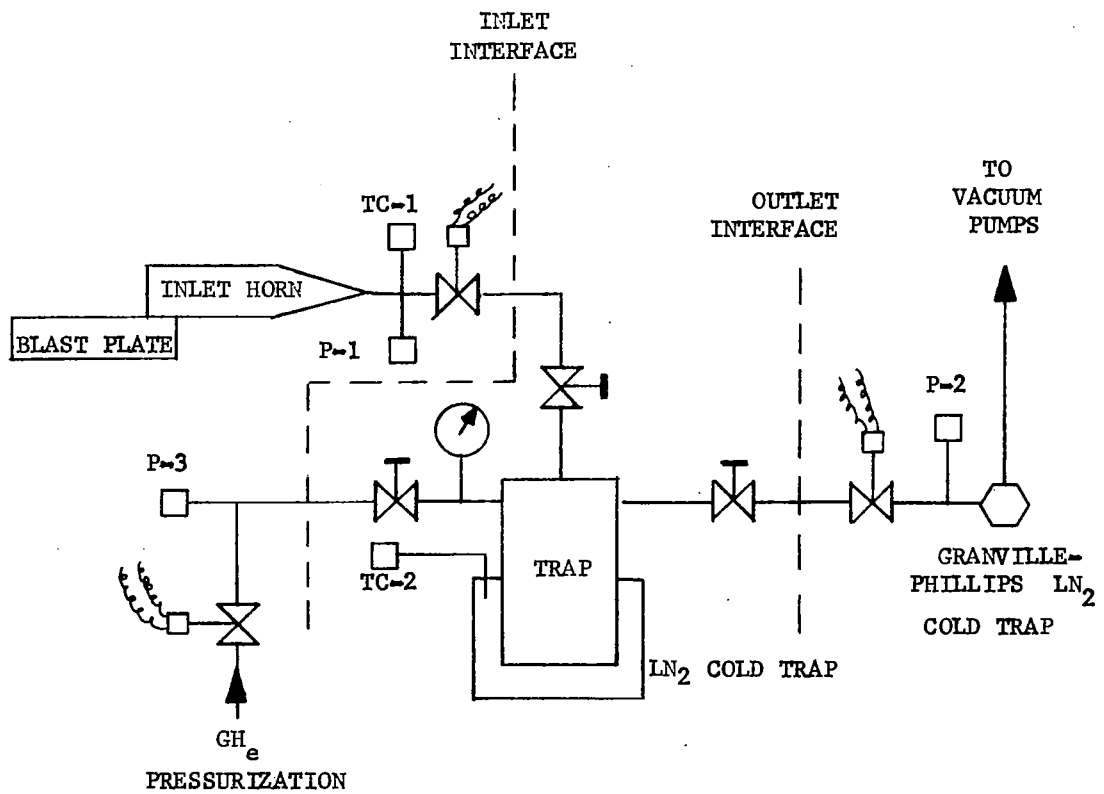 INLET
INTERFACE
TO
VACUUM
PUMPS
TC-1
OUTLET
INTERFACE
INLET HORN
BLAST PLATE
P-1
P-2
P-3
TC-2
TRAP
GRANVILLE-
PHILLIPS LN2
COLD TRAP
LN2 COLD TRAP
GHe
PRESSURIZATION